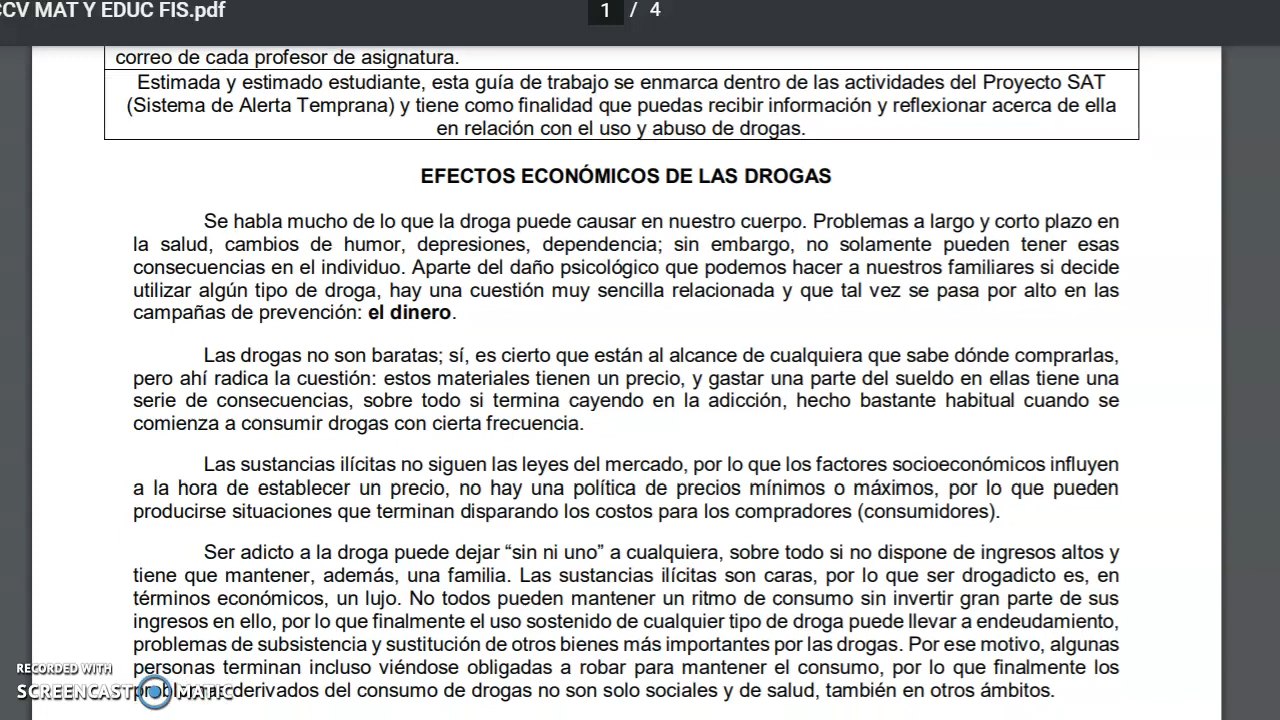 CCV MAT Y EDUC FIS.pdf
1 / 4
correo de cada profesor de asignatura.
Estimada y estimado estudiante, esta guía de trabajo se enmarca dentro de las actividades del Proyecto SAT
(Sistema de Alerta Temprana) y tiene como finalidad que puedas recibir información y reflexionar acerca de ella
en relación con el uso y abuso de drogas.
EFECTOS ECONÓMICOS DE LAS DROGAS
Se habla mucho de lo que la droga puede causar en nuestro cuerpo. Problemas a largo y corto plazo en
la salud, cambios de humor, depresiones, dependencia; sin embargo, no solamente pueden tener esas
consecuencias en el individuo. Aparte del daño psicológico que podemos hacer a nuestros familiares si decide
utilizar algún tipo de droga, hay una cuestión muy sencilla relacionada y que tal vez se pasa por alto en las
campañas de prevención: el dinero.
Las drogas no son baratas; sí, es cierto que están al alcance de cualquiera que sabe dónde comprarlas,
pero ahí radica la cuestión: estos materiales tienen un precio, y gastar una parte del sueldo en ellas tiene una
serie de consecuencias, sobre todo si termina cayendo en la adicción, hecho bastante habitual cuando se
comienza a consumir drogas con cierta frecuencia.
Las sustancias ilícitas no siguen las leyes del mercado, por lo que los factores socioeconómicos influyen
a la hora de establecer un precio, no hay una política de precios mínimos o máximos, por lo que pueden
producirse situaciones que terminan disparando los costos para los compradores (consumidores).
Ser adicto a la droga puede dejar “sin ni uno” a cualquiera, sobre todo si no dispone de ingresos altos y
tiene que mantener, además, una familia. Las sustancias ilícitas son caras, por lo que ser drogadicto es, en
términos económicos, un lujo. No todos pueden mantener un ritmo de consumo sin invertir gran parte de sus
ingresos en ello, por lo que finalmente el uso sostenido de cualquier tipo de droga puede llevar a endeudamiento,
problemas de subsistencia y sustitución de otros bienes más importantes por las drogas. Por ese motivo, algunas
personas terminan incluso viéndose obligadas a robar para mantener el consumo, por lo que finalmente los
derivados del consumo de drogas no son solo sociales y de salud, también en otros ámbitos.
RECORDED WITH
SCREENCAST MATIC